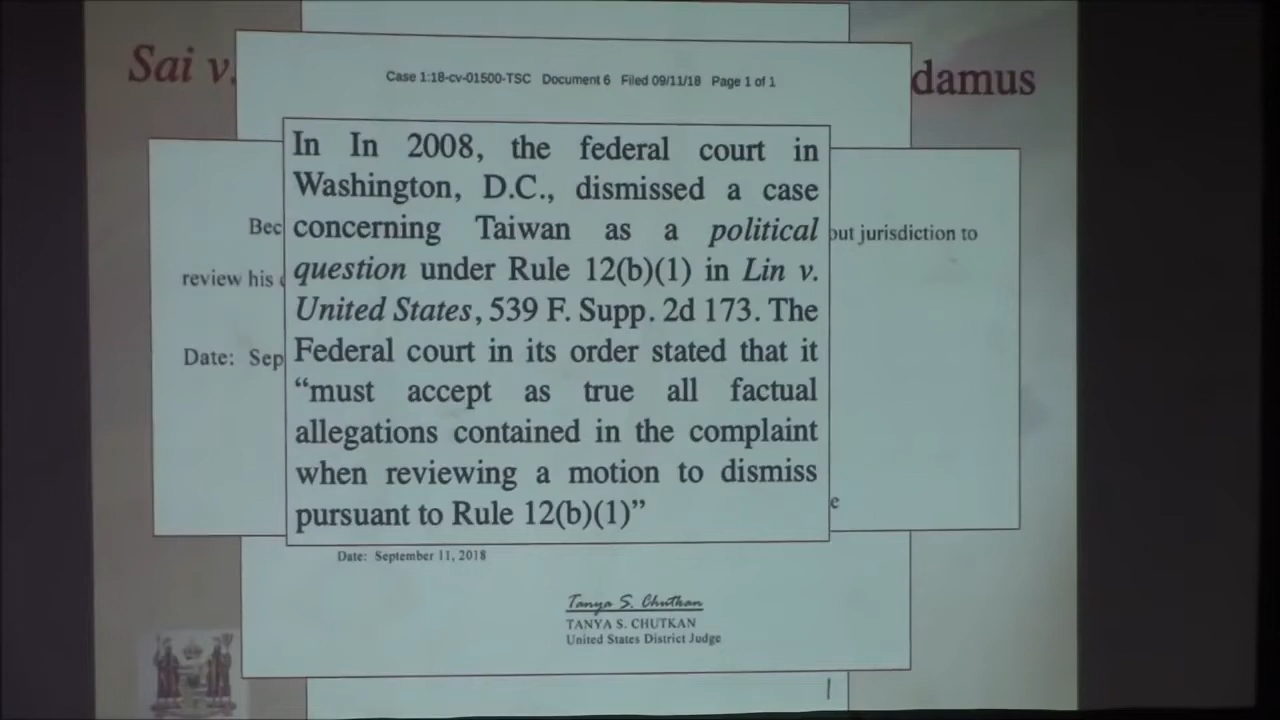 Sai v.
damus
Case 1:18-cv-01500-TSC Document 6 Filed 09/11/18 Page 1 of 1
In In 2008, the federal court in
Washington, D.C., dismissed a case
concerning Taiwan as a political
question under Rule 12(b)(1) in Lin v.
United States, 539 F. Supp. 2d 173. The
Federal court in its order stated that it
“must accept as true all factual
allegations contained in the complaint
when reviewing a motion to dismiss
pursuant to Rule 12(b)(1)”
Bec
out jurisdiction to
review his
Date: Sep
e
Date: September 11, 2018
Tanya S. Chutkan
TANYA S. CHUTKAN
United States District Judge